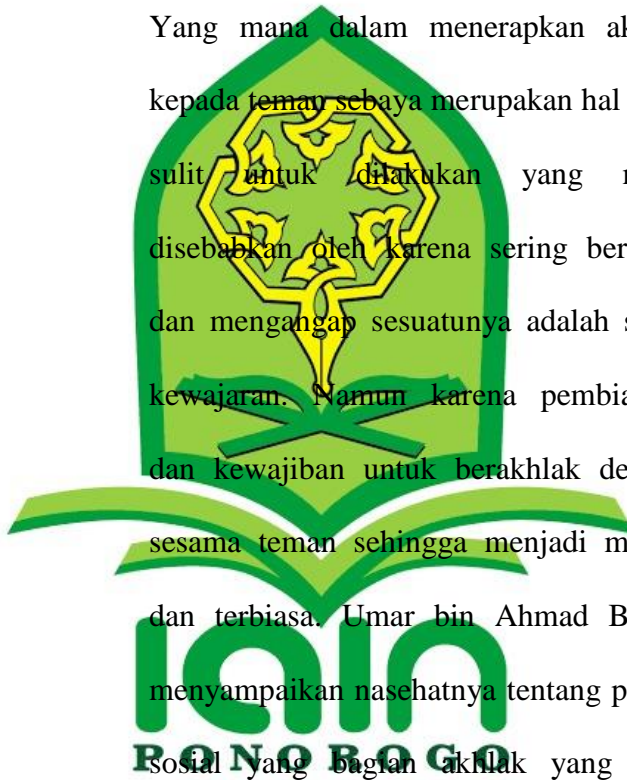 Yang mana dalam menerapkan ak
kepada teman sebaya merupakan hal
sulit untuk dilakukan yang
disebabkan oleh karena sering ber
dan mengangap sesuatunya adalah s
kewajaran. Namun karena pembia
dan kewajiban untuk berakhlak de
sesama teman sehingga menjadi m
dan terbiasa. Umar bin Ahmad B
menyampaikan nasehatnya tentang p
sosial yang bagian akhlak yang
iain
PONOROGO